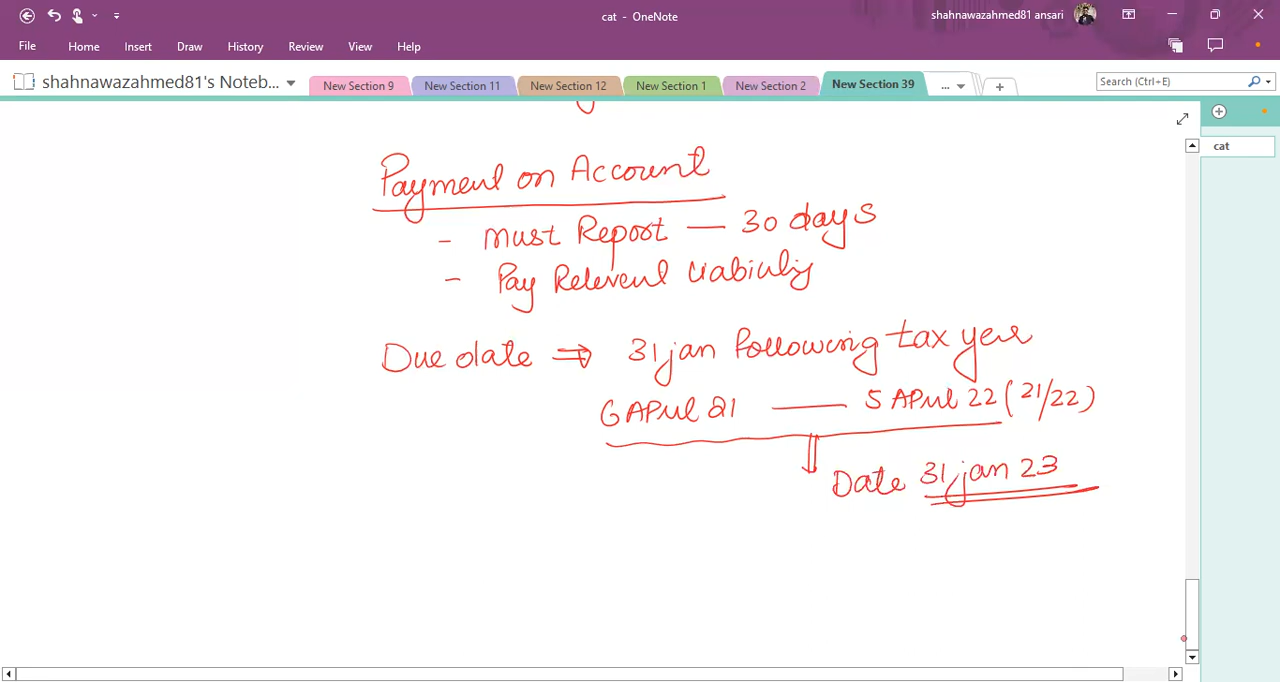 cat - OneNote
shahnawazahmed81 ansari
File Home Insert Draw History Review View Help
shahnawazahmed81's Noteb... New Section 9 New Section 11 New Section 12 New Section 1 New Section 2 New Section 39 ... Search (Ctrl+E)
cat
Payment on Account
- Must Report — 30 days
- Pay Relevent Liability
Due date ⇒ 31 jan following tax year
6 April 21 — 5 April 22 (21/22)
Date 31 jan 23